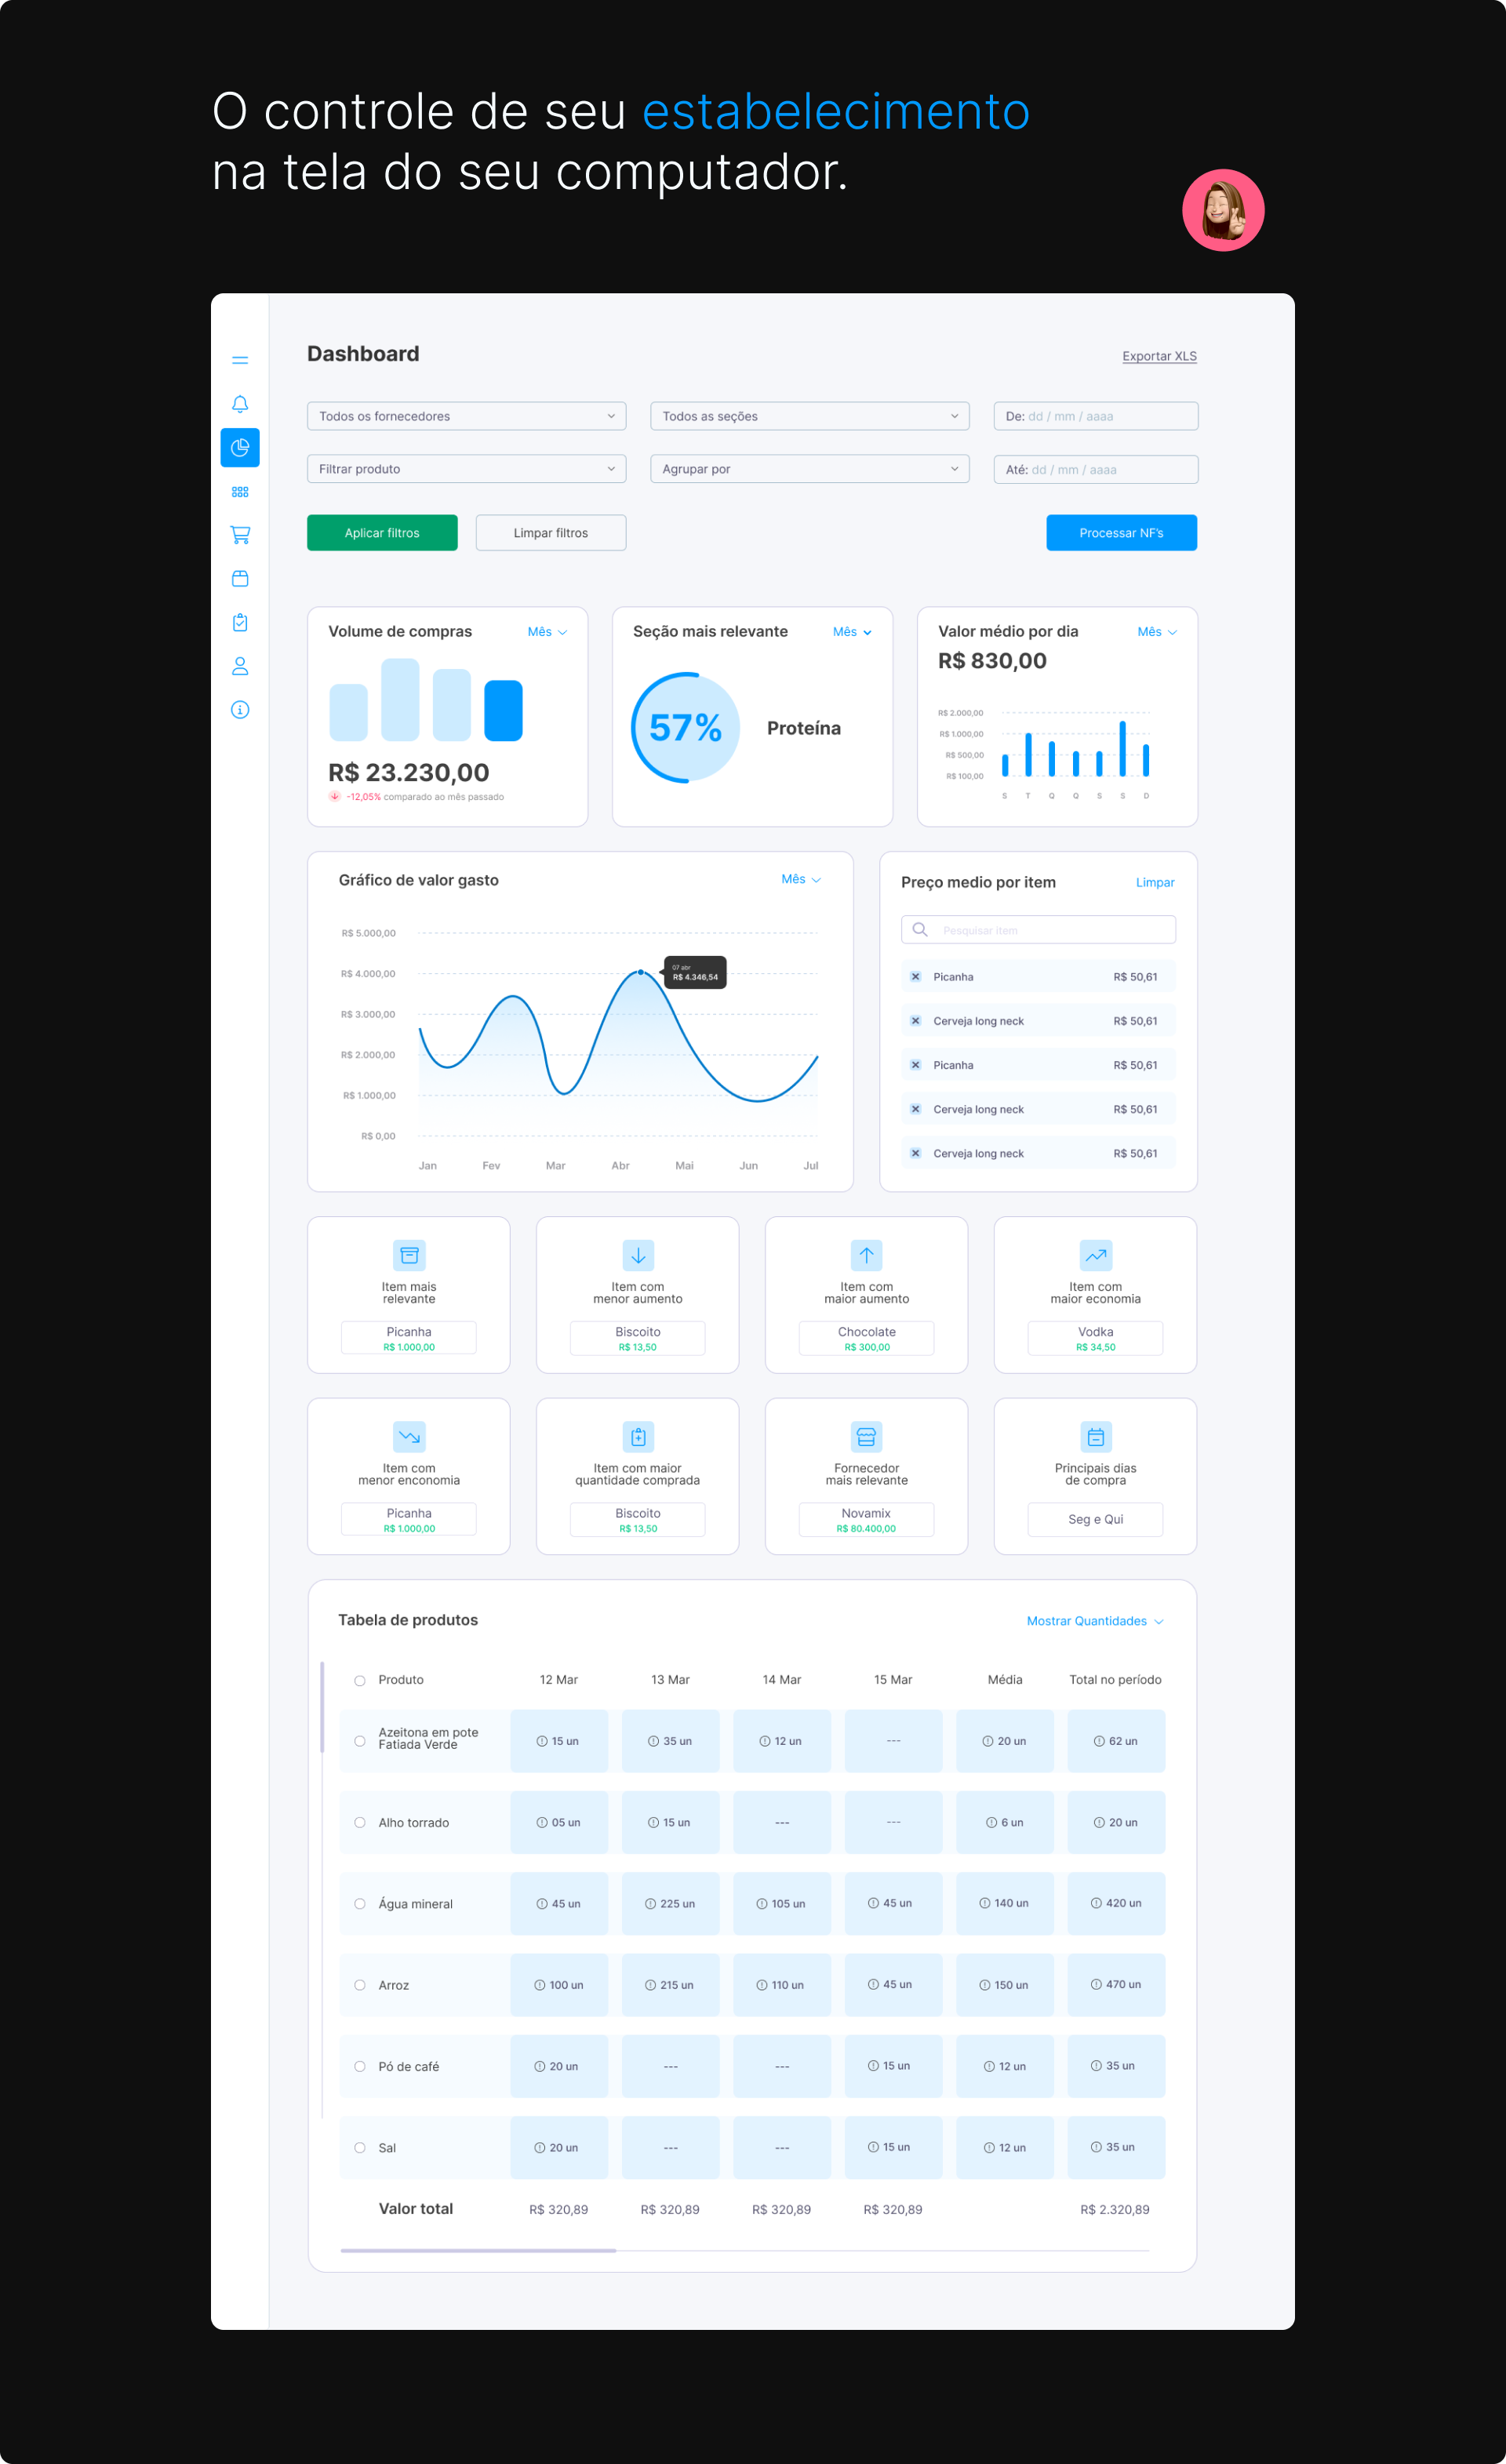 O controle de seu estabelecimento
na tela do seu computador.
Dashboard
Exportar XLS
Todos os fornecedores
Todas as seções
De: dd / mm / aaaa
Filtrar produto
Agrupar por
Até: dd / mm / aaaa
Aplicar filtros
Limpar filtros
Processar NF's
Volume de compras
Mês
R$ 23.230,00
-12,05% comparado ao mês passado
Seção mais relevante
Mês
57%
Proteína
Valor médio por dia
Mês
R$ 830,00
R$ 2.000,00
R$ 1.000,00
R$ 500,00
R$ 100,00
S T Q Q S S D
Gráfico de valor gasto
Mês
R$ 5.000,00
R$ 4.000,00
R$ 3.000,00
R$ 2.000,00
R$ 1.000,00
R$ 0,00
07 abr
R$ 4.346,54
Jan Fev Mar Abr Mai Jun Jul
Preço medio por item
Limpar
Pesquisar item
Picanha R$ 50,61
Cerveja long neck R$ 50,61
Picanha R$ 50,61
Cerveja long neck R$ 50,61
Cerveja long neck R$ 50,61
Item mais
relevante
Picanha
R$ 1.000,00
Item com
menor aumento
Biscoito
R$ 13,50
Item com
maior aumento
Chocolate
R$ 300,00
Item com
maior economia
Vodka
R$ 34,50
Item com
menor enconomia
Picanha
R$ 1.000,00
Item com maior
quantidade comprada
Biscoito
R$ 13,50
Fornecedor
mais relevante
Novamix
R$ 80.400,00
Principais dias
de compra
Seg e Qui
Tabela de produtos
Mostrar Quantidades
Produto 12 Mar 13 Mar 14 Mar 15 Mar Média Total no período
Azeitona em pote
Fatiada Verde
15 un 35 un 12 un --- 20 un 62 un
Alho torrado 05 un 15 un --- --- 6 un 20 un
Água mineral 45 un 225 un 105 un 45 un 140 un 420 un
Arroz 100 un 215 un 110 un 45 un 150 un 470 un
Pó de café 20 un --- --- 15 un 12 un 35 un
Sal 20 un --- --- 15 un 12 un 35 un
Valor total R$ 320,89 R$ 320,89 R$ 320,89 R$ 320,89 R$ 2.320,89